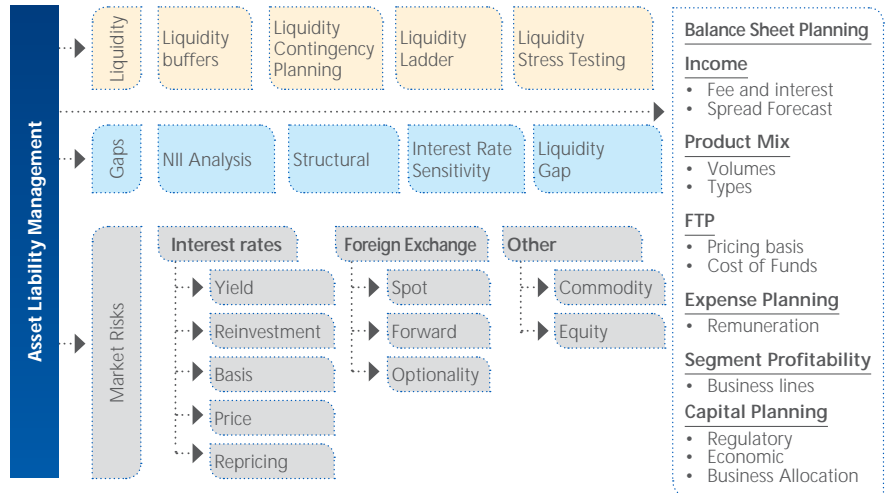 Asset Liability Management
Liquidity
Liquidity
buffers
Liquidity
Contingency
Planning
Liquidity
Ladder
Liquidity
Stress Testing
Gaps
NII Analysis
Structural
Interest Rate
Sensitivity
Liquidity
Gap
Market Risks
Interest rates
Yield
Reinvestment
Basis
Price
Repricing
Foreign Exchange
Spot
Forward
Optionality
Other
Commodity
Equity
Balance Sheet Planning
Income
• Fee and interest
• Spread Forecast
Product Mix
• Volumes
• Types
FTP
• Pricing basis
• Cost of Funds
Expense Planning
• Remuneration
Segment Profitability
• Business lines
Capital Planning
• Regulatory
• Economic
• Business Allocation